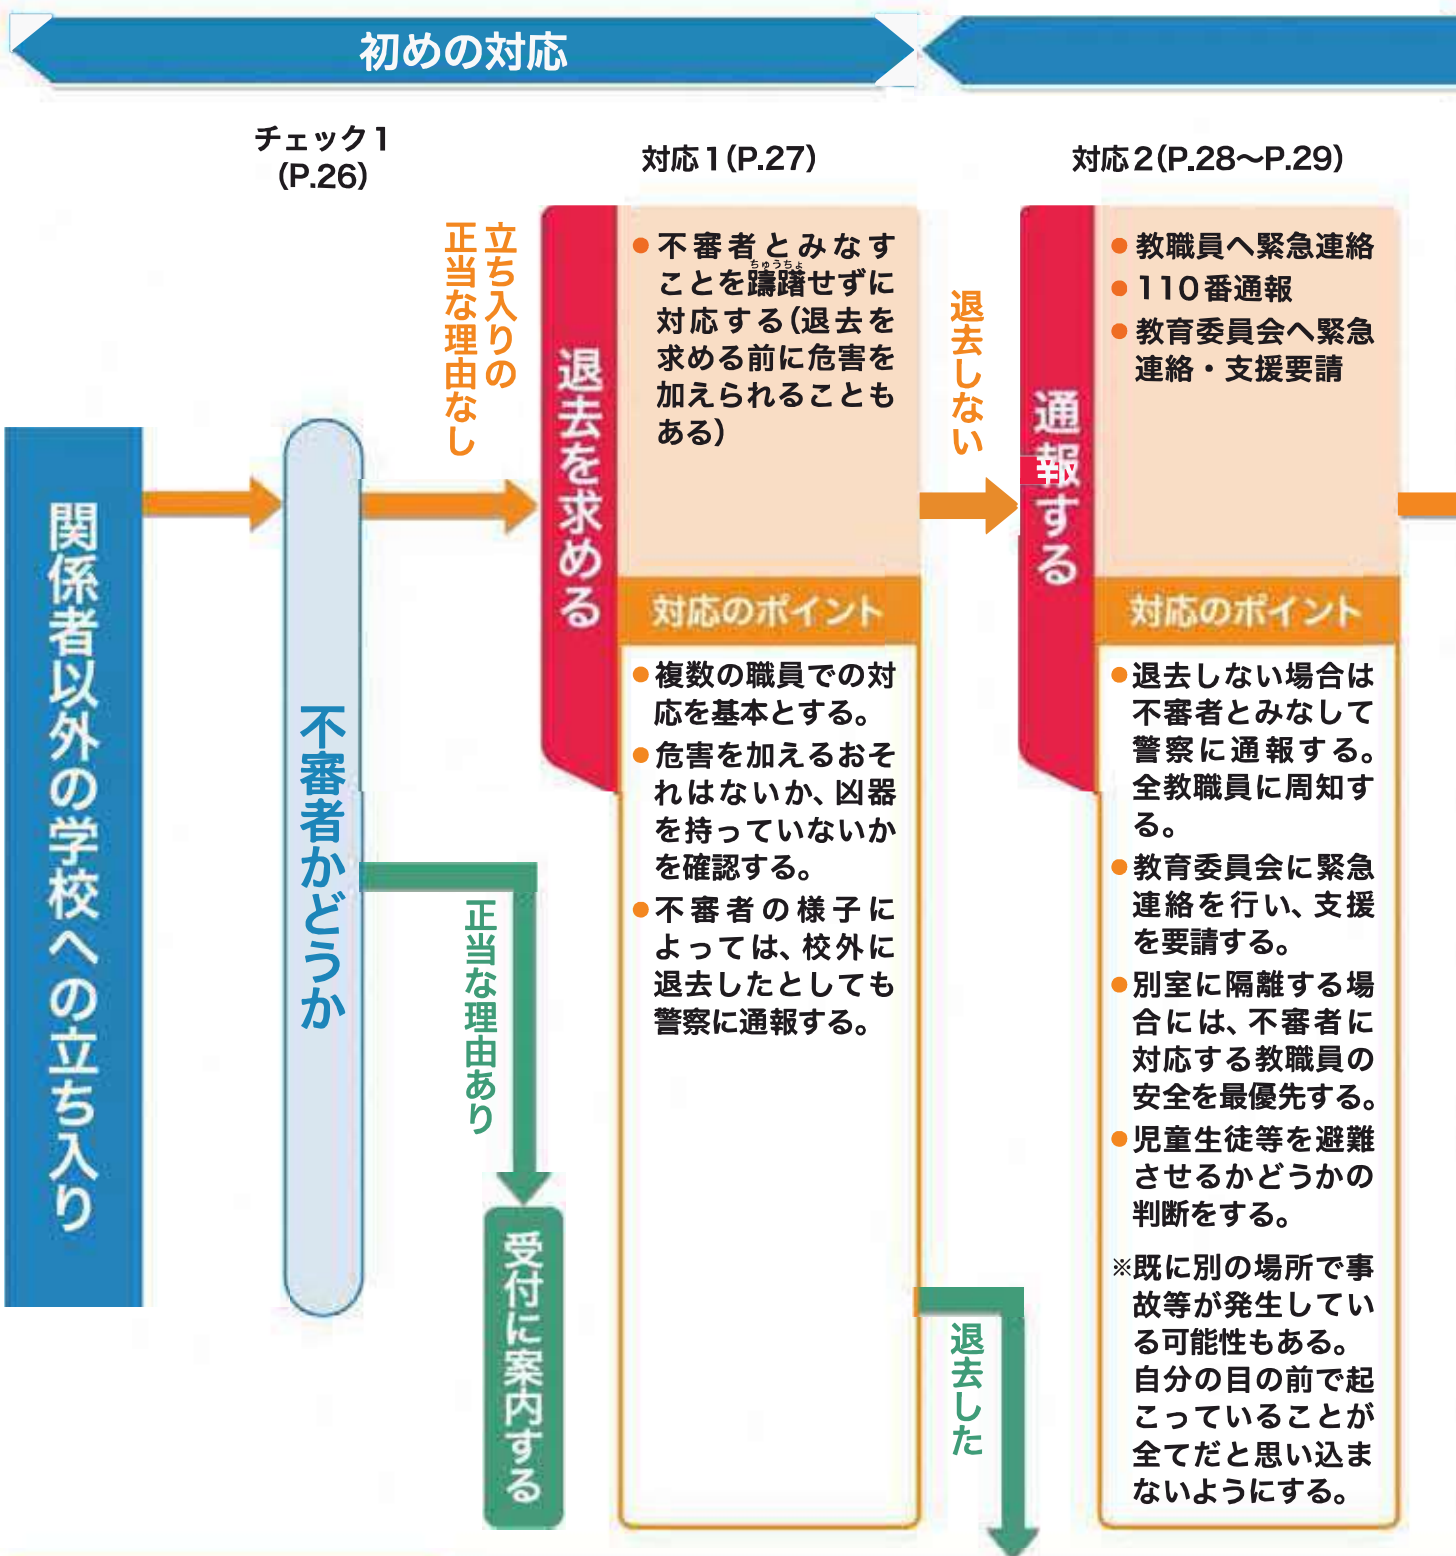 初めの対応
チェック1
(P.26)
対応1(P.27)
対応2(P.28〜P.29)
関係者以外の学校への立ち入り
不審者かどうか
立ち入りの
正当な理由なし
正当な理由あり
受付に案内する
退去を求める
● 不審者とみなす
ことを躊躇せずに
ちゅうちょ
対応する(退去を
求める前に危害を
加えられることも
ある)
対応のポイント
●複数の職員での対
応を基本とする。
●危害を加えるおそ
れはないか、凶器
を持っていないか
を確認する。
●不審者の様子に
よっては、校外に
退去したとしても
警察に通報する。
退去しない
退去した
通報する
● 教職員へ緊急連絡
● 110番通報
● 教育委員会へ緊急
連絡・支援要請
対応のポイント
●退去しない場合は
不審者とみなして
警察に通報する。
全教職員に周知す
る。
●教育委員会に緊急
連絡を行い、支援
を要請する。
●別室に隔離する場
合には、不審者に
対応する教職員の
安全を最優先する。
●児童生徒等を避難
させるかどうかの
判断をする。
※既に別の場所で事
故等が発生してい
る可能性もある。
自分の目の前で起
こっていることが
全てだと思い込ま
ないようにする。